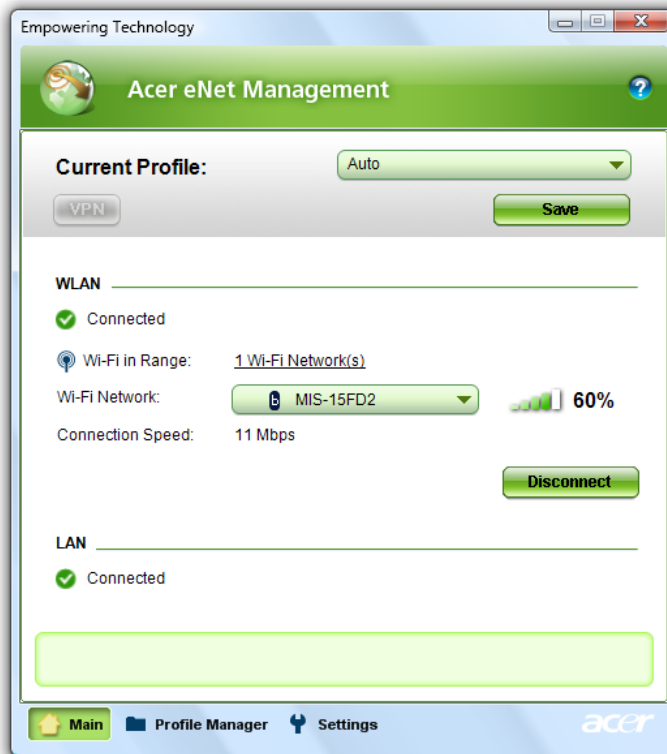 Empowering Technology
Acer eNet Management
?
Current Profile:
Auto
VPN
Save
WLAN
Connected
Wi-Fi in Range: 1 Wi-Fi Network(s)
Wi-Fi Network: b MIS-15FD2 60%
Connection Speed: 11 Mbps
Disconnect
LAN
Connected
Main Profile Manager Settings acer